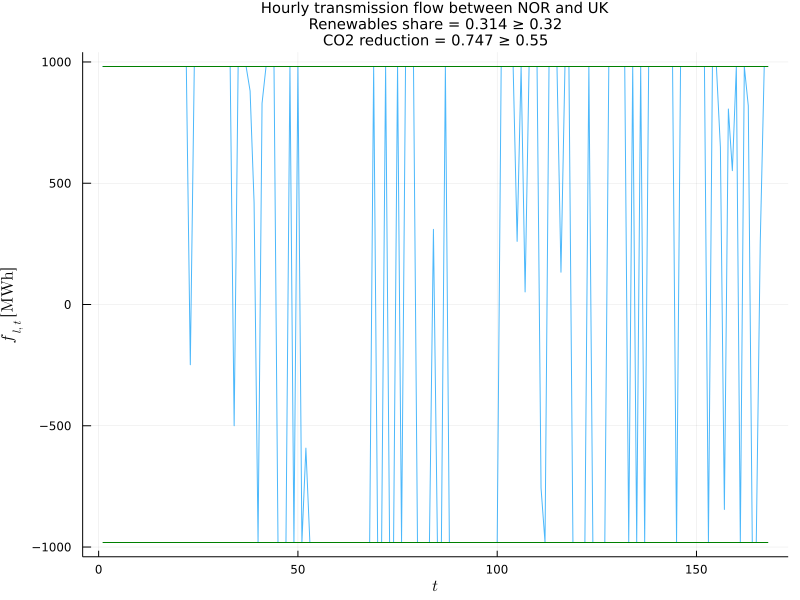 Hourly transmission flow between NOR and UK
Renewables share = 0.314 ≥ 0.32
CO2 reduction = 0.747 ≥ 0.55
1000
500
0
−500
−1000
f l,t [MWh]
0 50 100 150
t